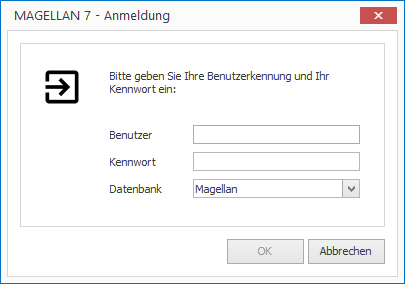 MAGELLAN 7 - Anmeldung
Bitte geben Sie Ihre Benutzerkennung und Ihr
Kennwort ein:
Benutzer
Kennwort
Datenbank Magellan
OK Abbrechen